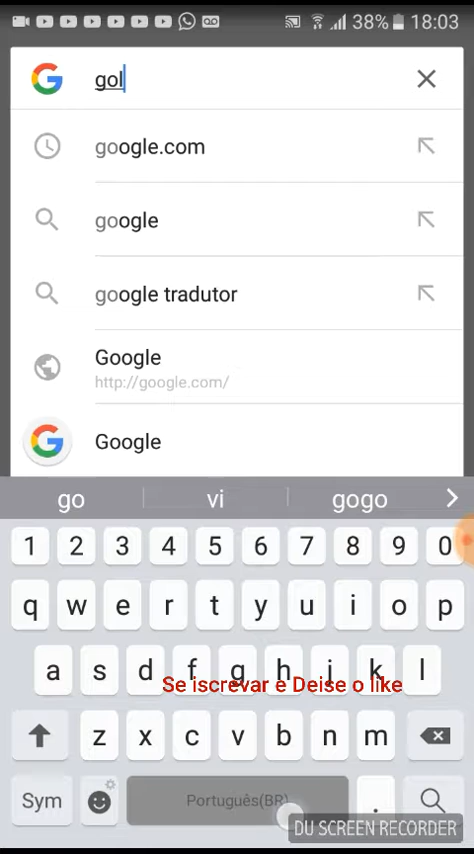 38% 18:03
gol
google.com
google
google tradutor
Google
http://google.com/
Google
go vi gogo
1 2 3 4 5 6 7 8 9 0
q w e r t y u i o p
a s d f g h j k l
Se iscrevar e Deise o like
z x c v b n m
Sym Português(BR) .
DU SCREEN RECORDER